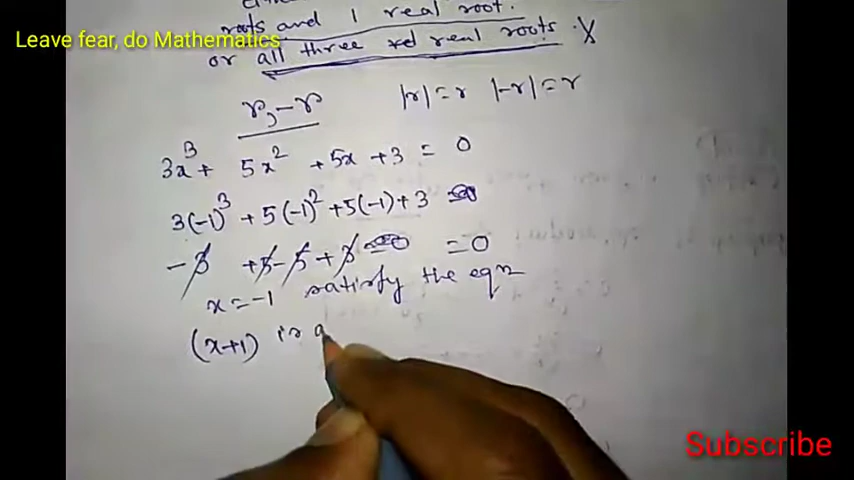 roots and 1 real root.
Leave fear, do Mathematics
or all three real roots
r, -r |r| = r |-r| = r
3x³ + 5x² + 5x + 3 = 0
3(-1)³ + 5(-1)² + 5(-1) + 3
-3 + 5 - 5 + 3 = 0
x = -1 satisfy the eqn
(x+1) is a
Subscribe